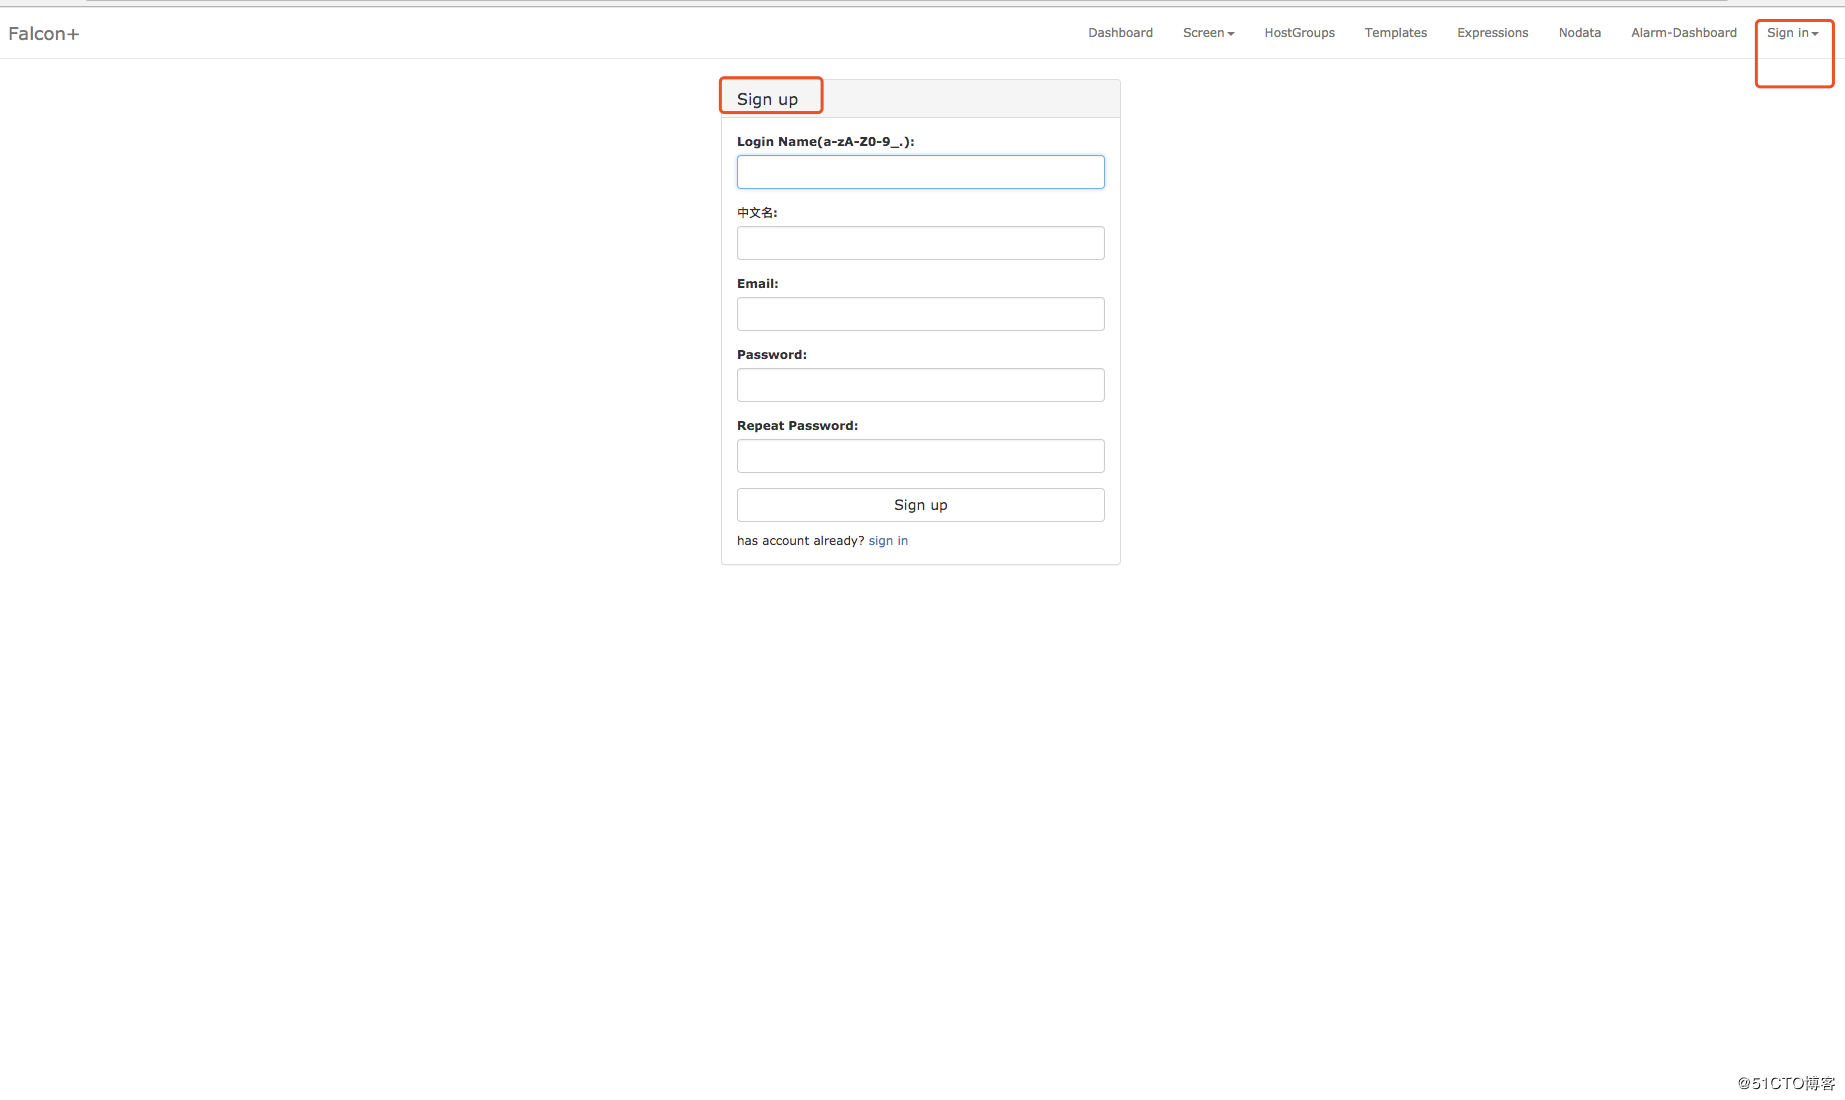 Falcon+ Dashboard Screen HostGroups Templates Expressions Nodata Alarm-Dashboard Sign in
Sign up
Login Name(a-zA-Z0-9_.):
中文名:
Email:
Password:
Repeat Password:
Sign up
has account already? sign in
@51CTO博客